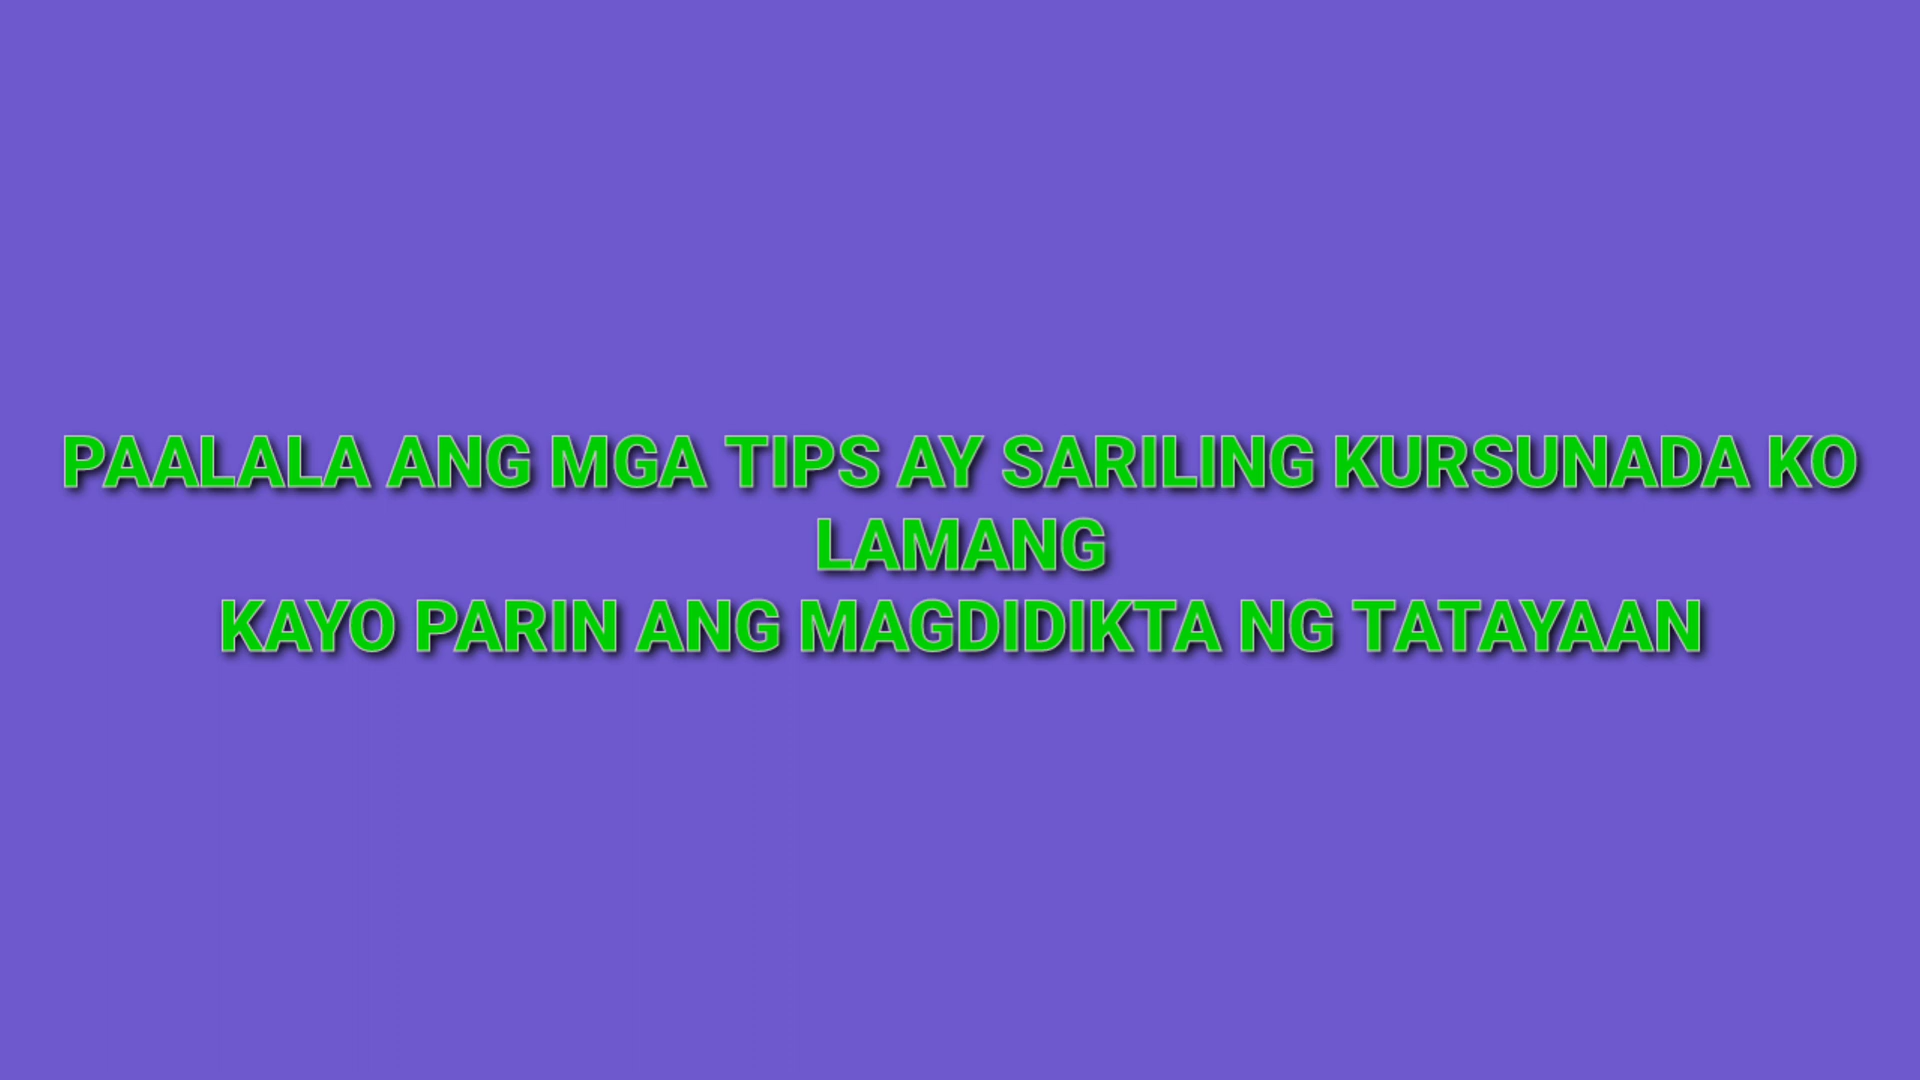 PAALALA ANG MGA TIPS AY SARILING KURSUNADA KO
LAMANG
KAYO PARIN ANG MAGDIDIKTA NG TATAYAAN